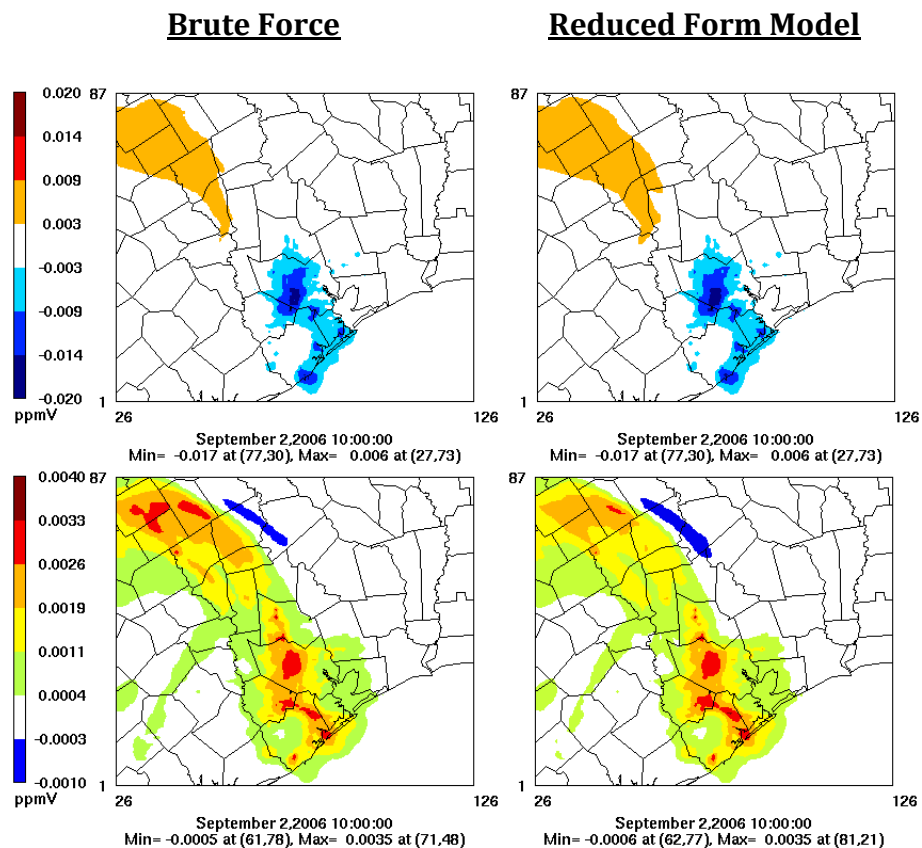 Brute Force
Reduced Form Model
0.020
0.014
0.009
0.003
-0.003
-0.009
-0.014
-0.020
ppmV
87
1
26
126
September 2,2006 10:00:00
Min= -0.017 at (77,30), Max= 0.006 at (27,73)
87
1
26
126
September 2,2006 10:00:00
Min= -0.017 at (77,30), Max= 0.006 at (27,73)
0.0040
0.0033
0.0026
0.0019
0.0011
0.0004
-0.0003
-0.0010
ppmV
87
1
26
126
September 2,2006 10:00:00
Min= -0.0005 at (61,78), Max= 0.0035 at (71,48)
87
1
26
126
September 2,2006 10:00:00
Min= -0.0006 at (62,77), Max= 0.0035 at (81,21)